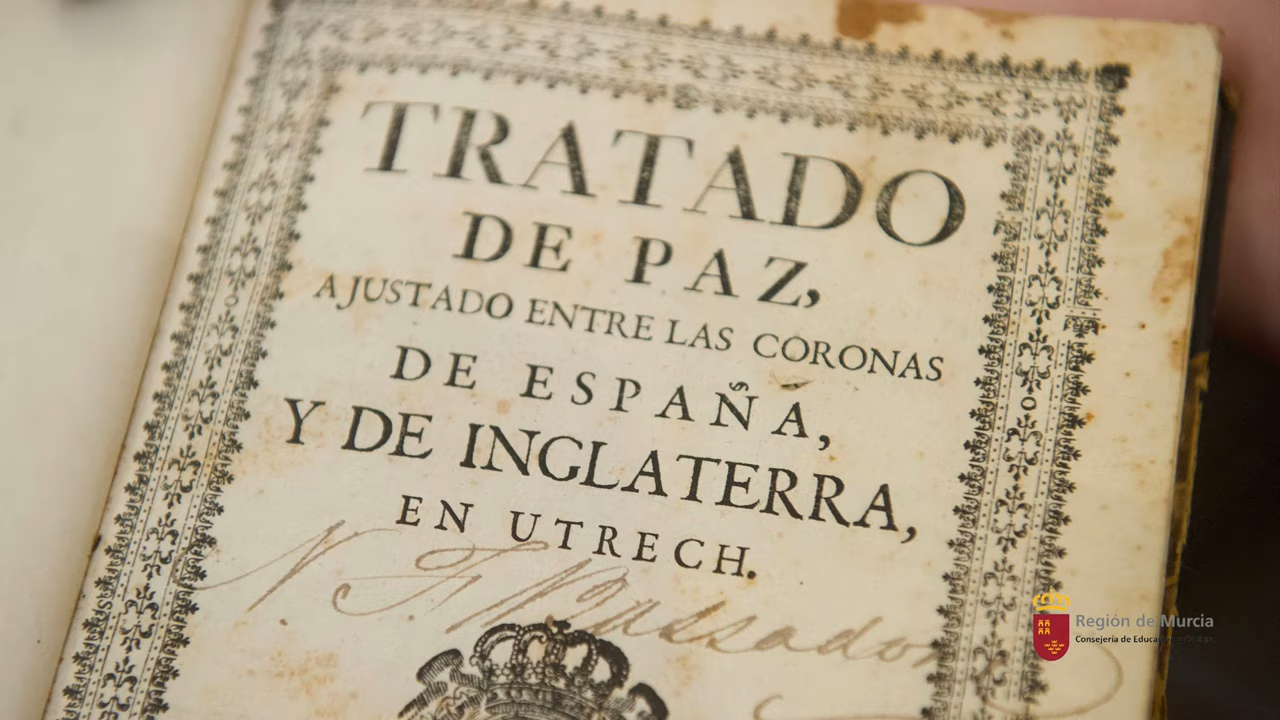 TRATADO
DE PAZ,
AJUSTADO ENTRE LAS CORONAS
DE ESPAÑA,
Y DE INGLATERRA,
EN UTRECH.
N. F.
Región de Murcia
Consejería de Educación y Cultura